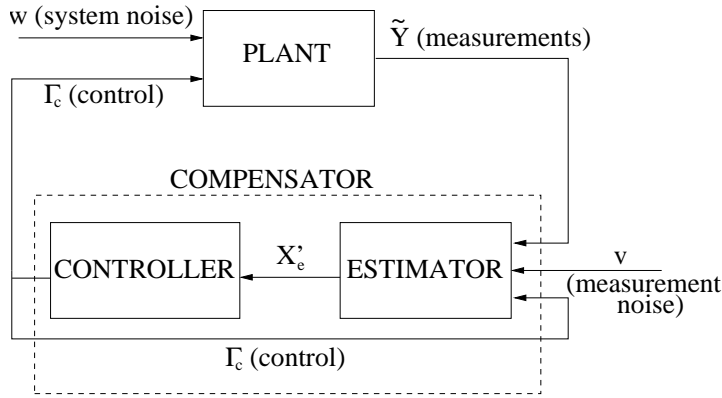 w (system noise)
PLANT
Ỹ (measurements)
Γc (control)
COMPENSATOR
CONTROLLER
X'e
ESTIMATOR
v
(measurement
noise)
Γc (control)